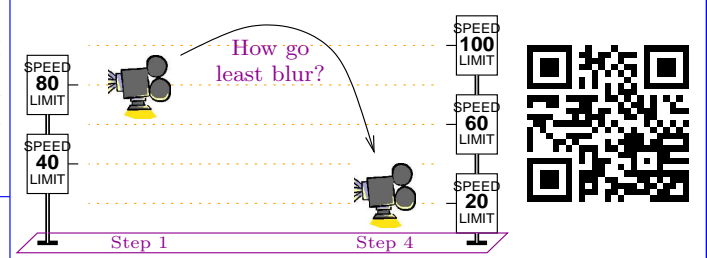 SPEED
80
LIMIT
SPEED
40
LIMIT
How go
least blur?
SPEED
100
LIMIT
SPEED
60
LIMIT
SPEED
20
LIMIT
Step 1
Step 4